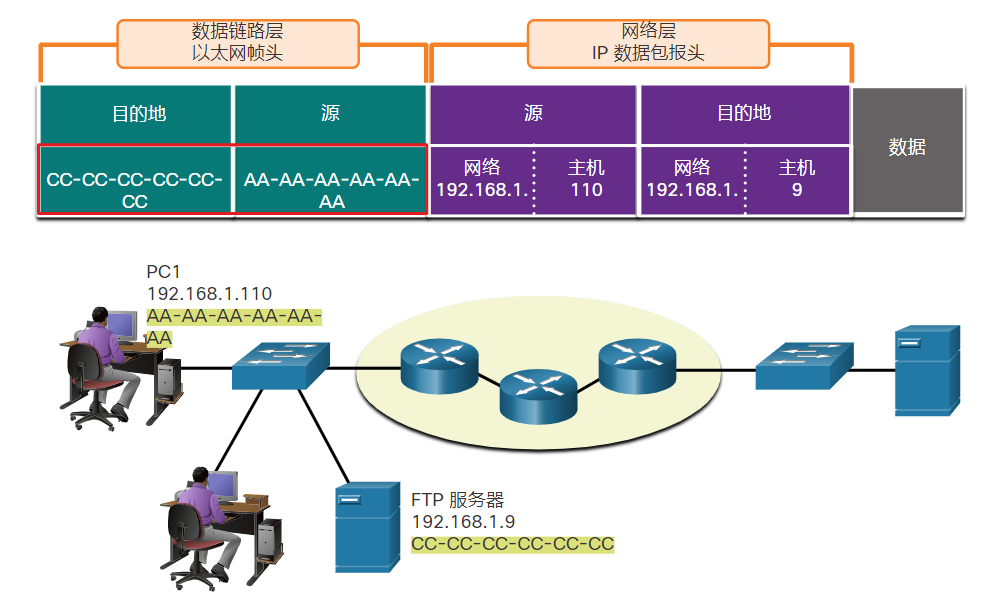 数据链路层
以太网帧头
网络层
IP 数据包报头
目的地
源
源
目的地
数据
CC-CC-CC-CC-CC-
CC
AA-AA-AA-AA-AA-
AA
网络
192.168.1.
主机
110
网络
192.168.1.
主机
9
PC1
192.168.1.110
AA-AA-AA-AA-AA-
AA
FTP 服务器
192.168.1.9
CC-CC-CC-CC-CC-CC